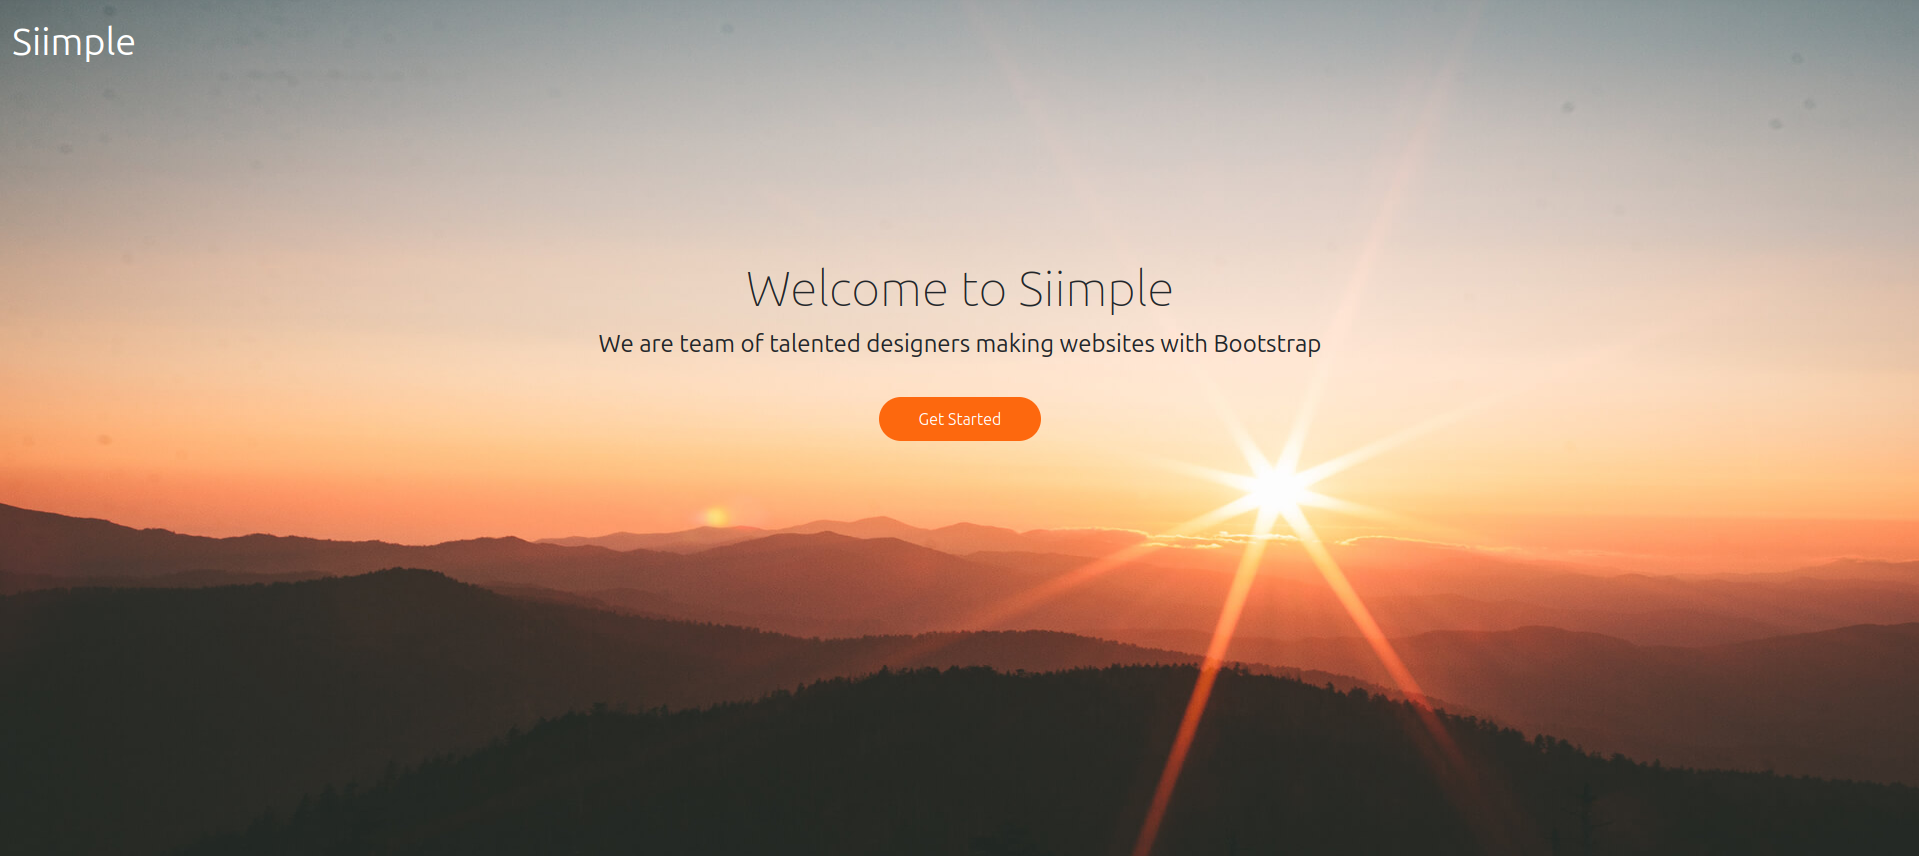 Siimple
Welcome to Siimple
We are team of talented designers making websites with Bootstrap
Get Started